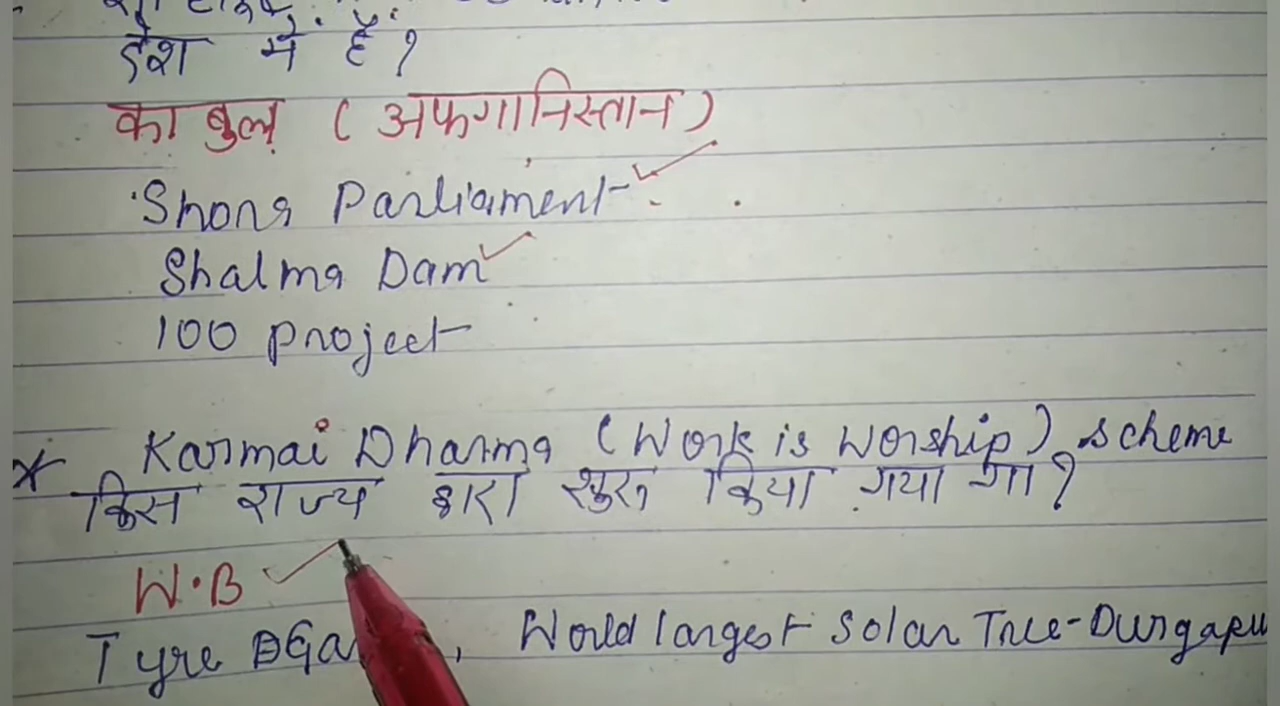 देश में है?
काबुल (अफगानिस्तान)
Shona Parliament
Shalma Dam
100 project
* Karmai Dharma (Work is Worship) scheme
किस राज्य द्वारा शुरू किया गया गा?
W.B
Tyre, World largest Solar Tree-Durgapu